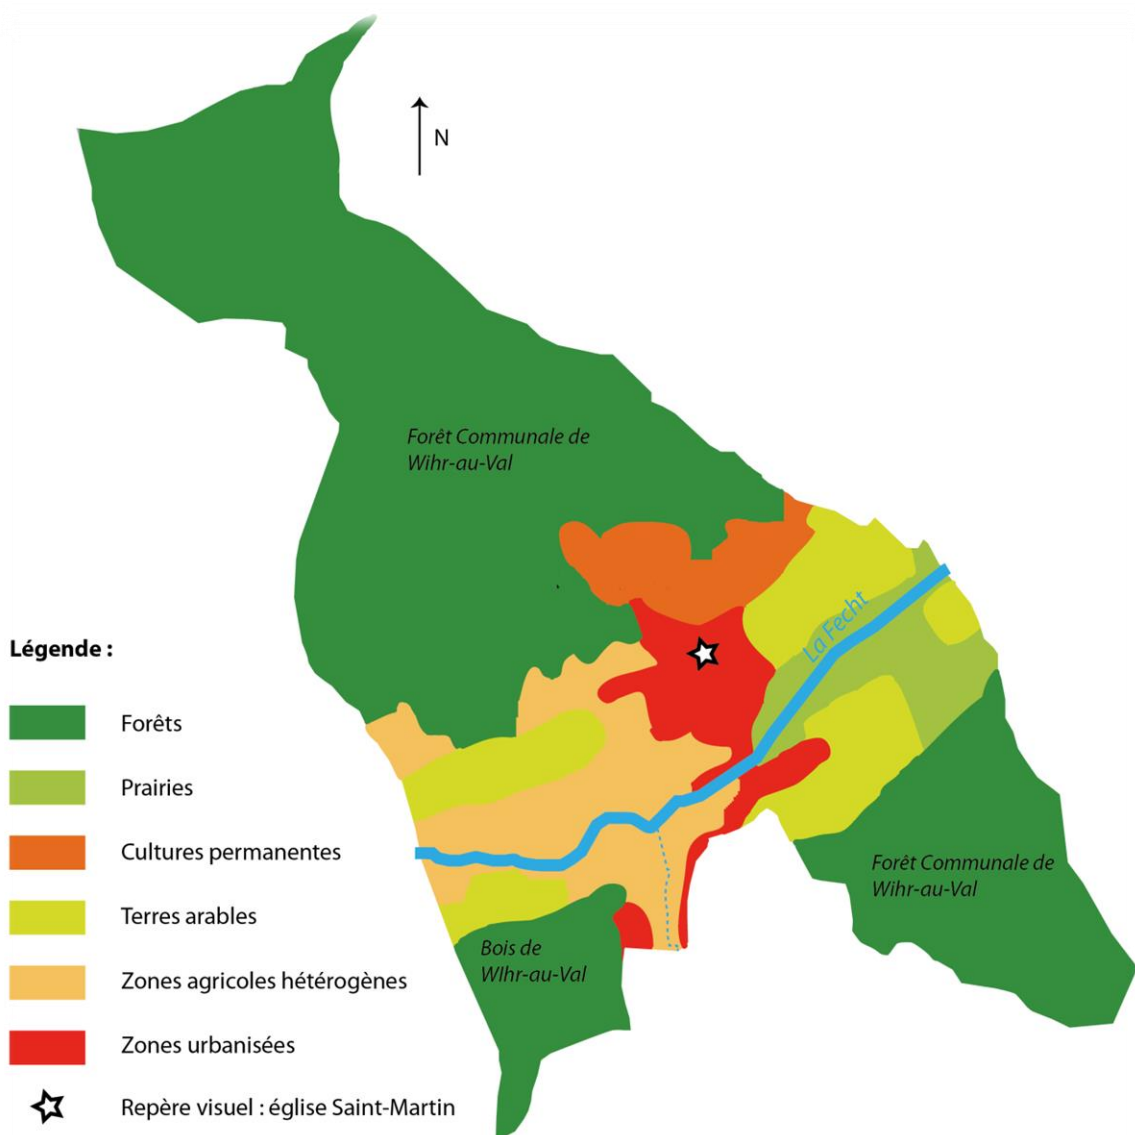 N
Forêt Communale de
Wihr-au-Val
La Fecht
Légende :
Forêts
Prairies
Cultures permanentes
Terres arables
Zones agricoles hétérogènes
Zones urbanisées
Repère visuel : église Saint-Martin
Forêt Communale de
Wihr-au-Val
Bois de
WIhr-au-Val